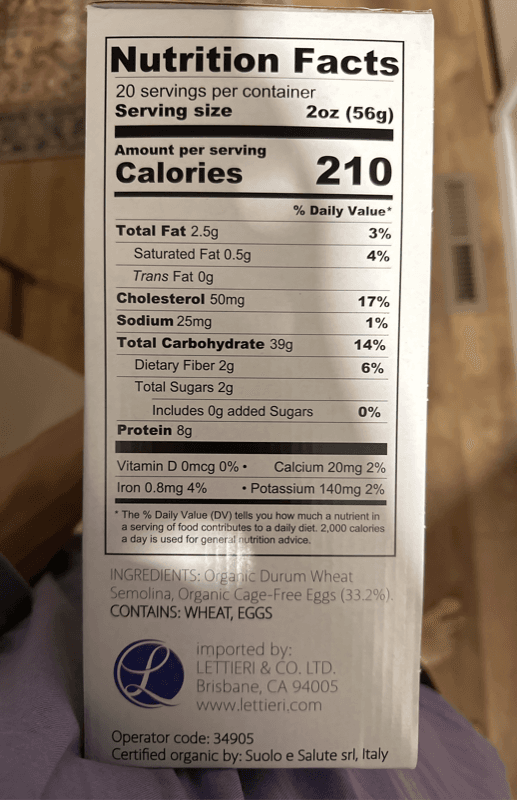 Nutrition Facts
20 servings per container
Serving size 2oz (56g)
Amount per serving
Calories 210
% Daily Value*
Total Fat 2.5g 3%
Saturated Fat 0.5g 4%
Trans Fat 0g
Cholesterol 50mg 17%
Sodium 25mg 1%
Total Carbohydrate 39g 14%
Dietary Fiber 2g 6%
Total Sugars 2g
Includes 0g added Sugars 0%
Protein 8g
Vitamin D 0mcg 0% • Calcium 20mg 2%
Iron 0.8mg 4% • Potassium 140mg 2%
* The % Daily Value (DV) tells you how much a nutrient in
a serving of food contributes to a daily diet. 2,000 calories
a day is used for general nutrition advice.
INGREDIENTS: Organic Durum Wheat
Semolina, Organic Cage-Free Eggs (33.2%).
CONTAINS: WHEAT, EGGS
L
imported by:
LETTIERI & CO. LTD.
Brisbane, CA 94005
www.lettieri.com
Operator code: 34905
Certified organic by: Suolo e Salute srl, Italy